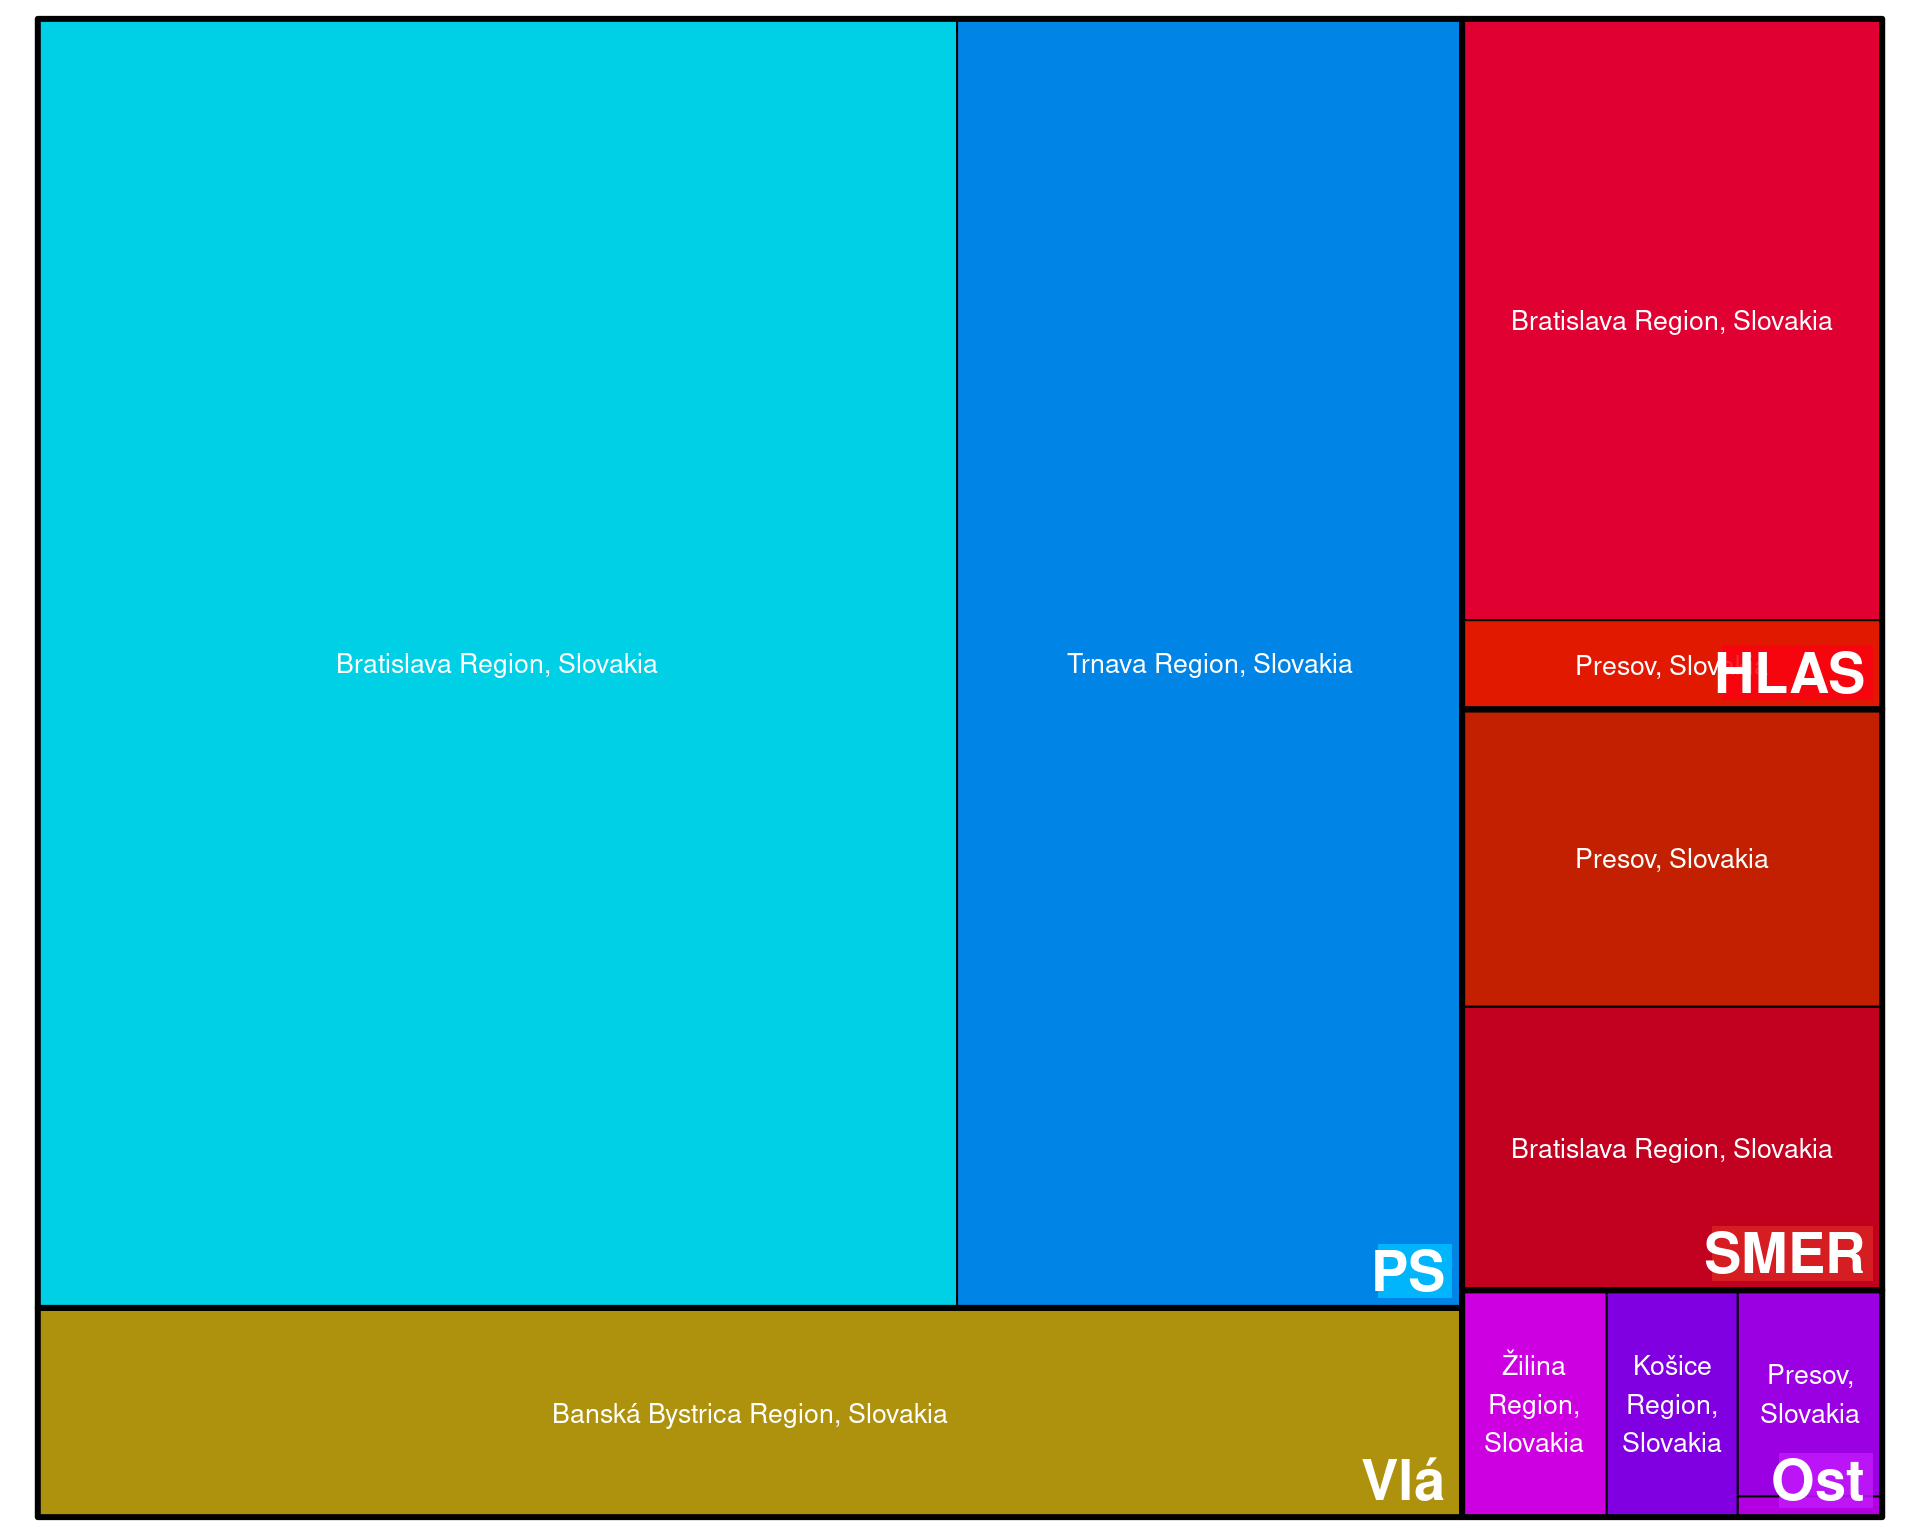 Bratislava Region, Slovakia
Trnava Region, Slovakia
PS
Banská Bystrica Region, Slovakia
Vlá
Bratislava Region, Slovakia
Presov,
HLAS
Presov, Slovakia
Bratislava Region, Slovakia
SMER
Žilina
Region,
Slovakia
Košice
Region,
Slovakia
Presov,
Slovakia
Ost